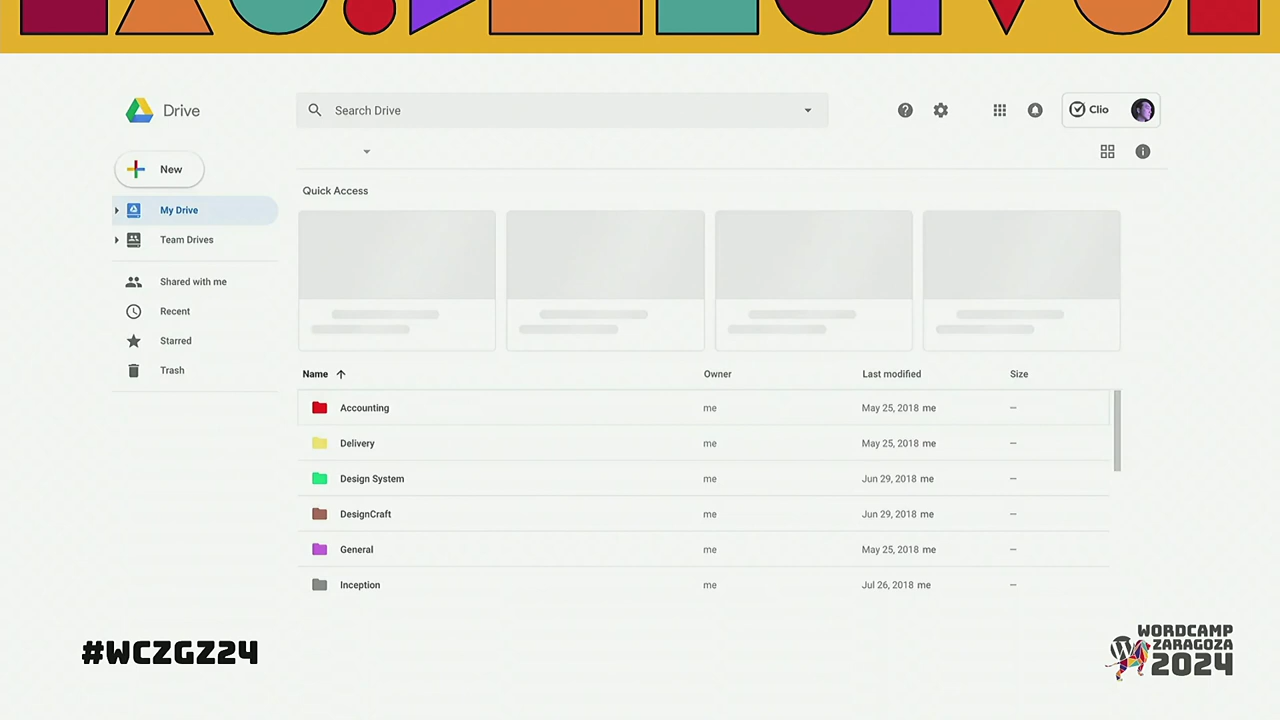 Drive
Search Drive
Clio
New
My Drive
Team Drives
Shared with me
Recent
Starred
Trash
Quick Access
Name Owner Last modified Size
Accounting me May 25, 2018 me –
Delivery me May 25, 2018 me –
Design System me Jun 29, 2018 me –
DesignCraft me Jun 29, 2018 me –
General me May 25, 2018 me –
Inception me Jul 26, 2018 me –
#WCZGZ24
WORDCAMP
ZARAGOZA
2024